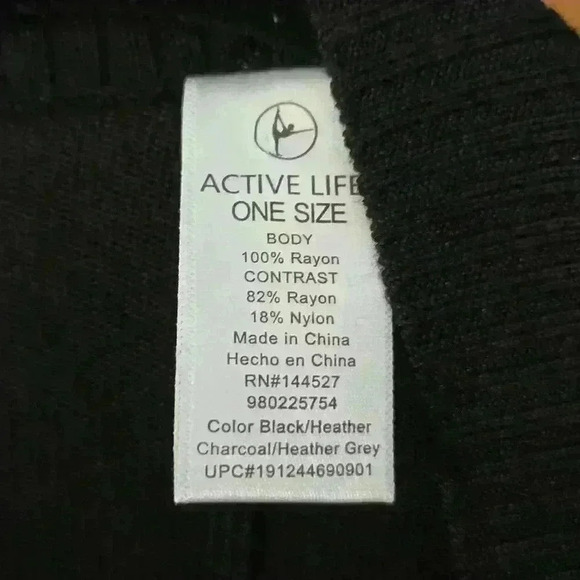 ACTIVE LIFE
ONE SIZE
BODY
100% Rayon
CONTRAST
82% Rayon
18% Nylon
Made in China
Hecho en China
RN#144527
980225754
Color Black/Heather
Charcoal/Heather Grey
UPC#191244690901